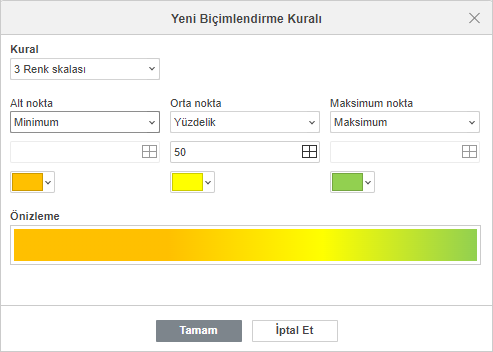 Yeni Biçimlendirme Kuralı
Kural
3 Renk skalası
Alt nokta Orta nokta Maksimum nokta
Minimum Yüzdelik Maksimum
50
Önizleme
Tamam İptal Et